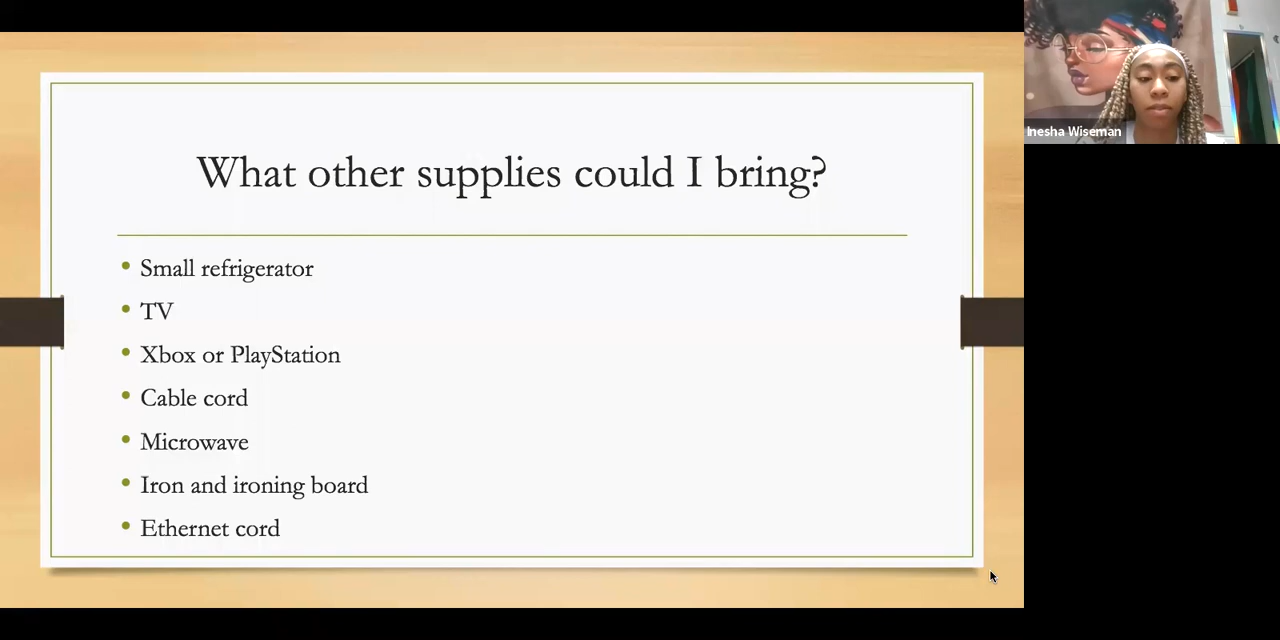 What other supplies could I bring?
Small refrigerator
TV
Xbox or PlayStation
Cable cord
Microwave
Iron and ironing board
Ethernet cord
Inesha Wiseman